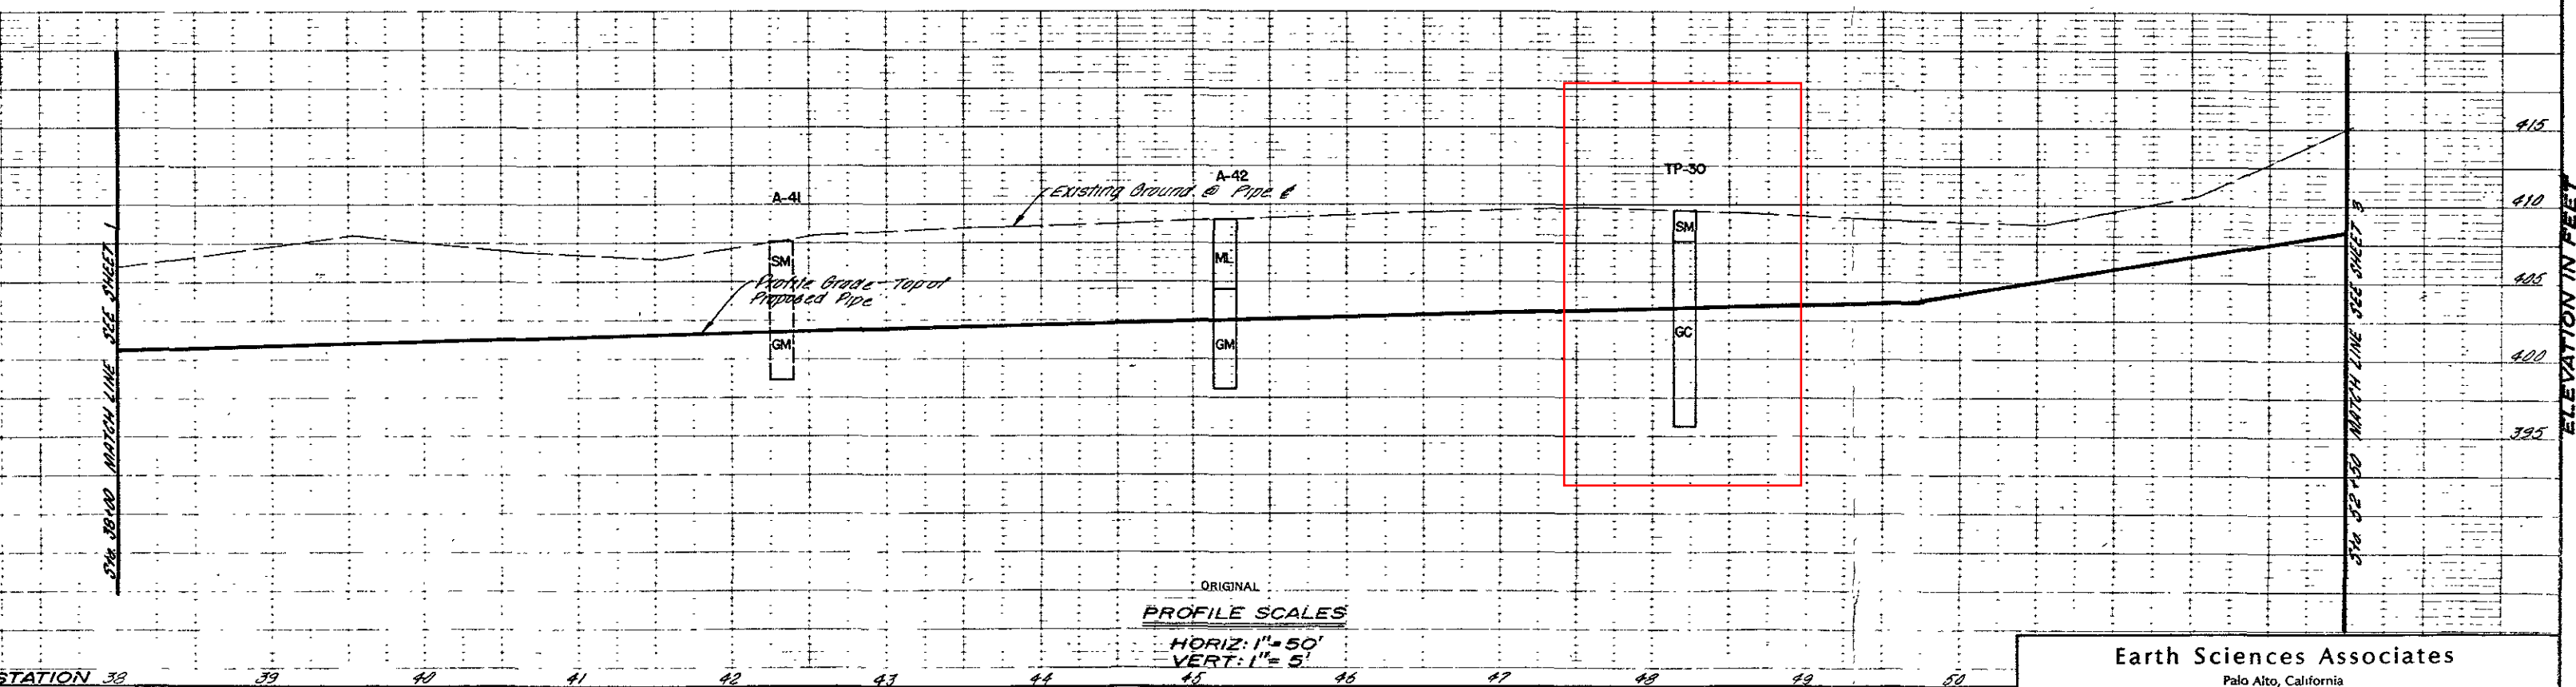 415
A-42
TP-30
Existing Ground @ Pipe ⅊
A-41
410
SM
ML
SM
Profile Grade - Top of
Proposed Pipe
405
GM
GM
GC
400
395
Sta. 38+00 MATCH LINE SEE SHEET 1
Sta 52+50 MATCH LINE SEE SHEET 3
ELEVATION IN FEET
ORIGINAL
PROFILE SCALES
HORIZ: 1"=50'
VERT: 1"= 5'
STATION 38 39 40 41 42 43 44 45 46 47 48 49 50
Earth Sciences Associates
Palo Alto, California